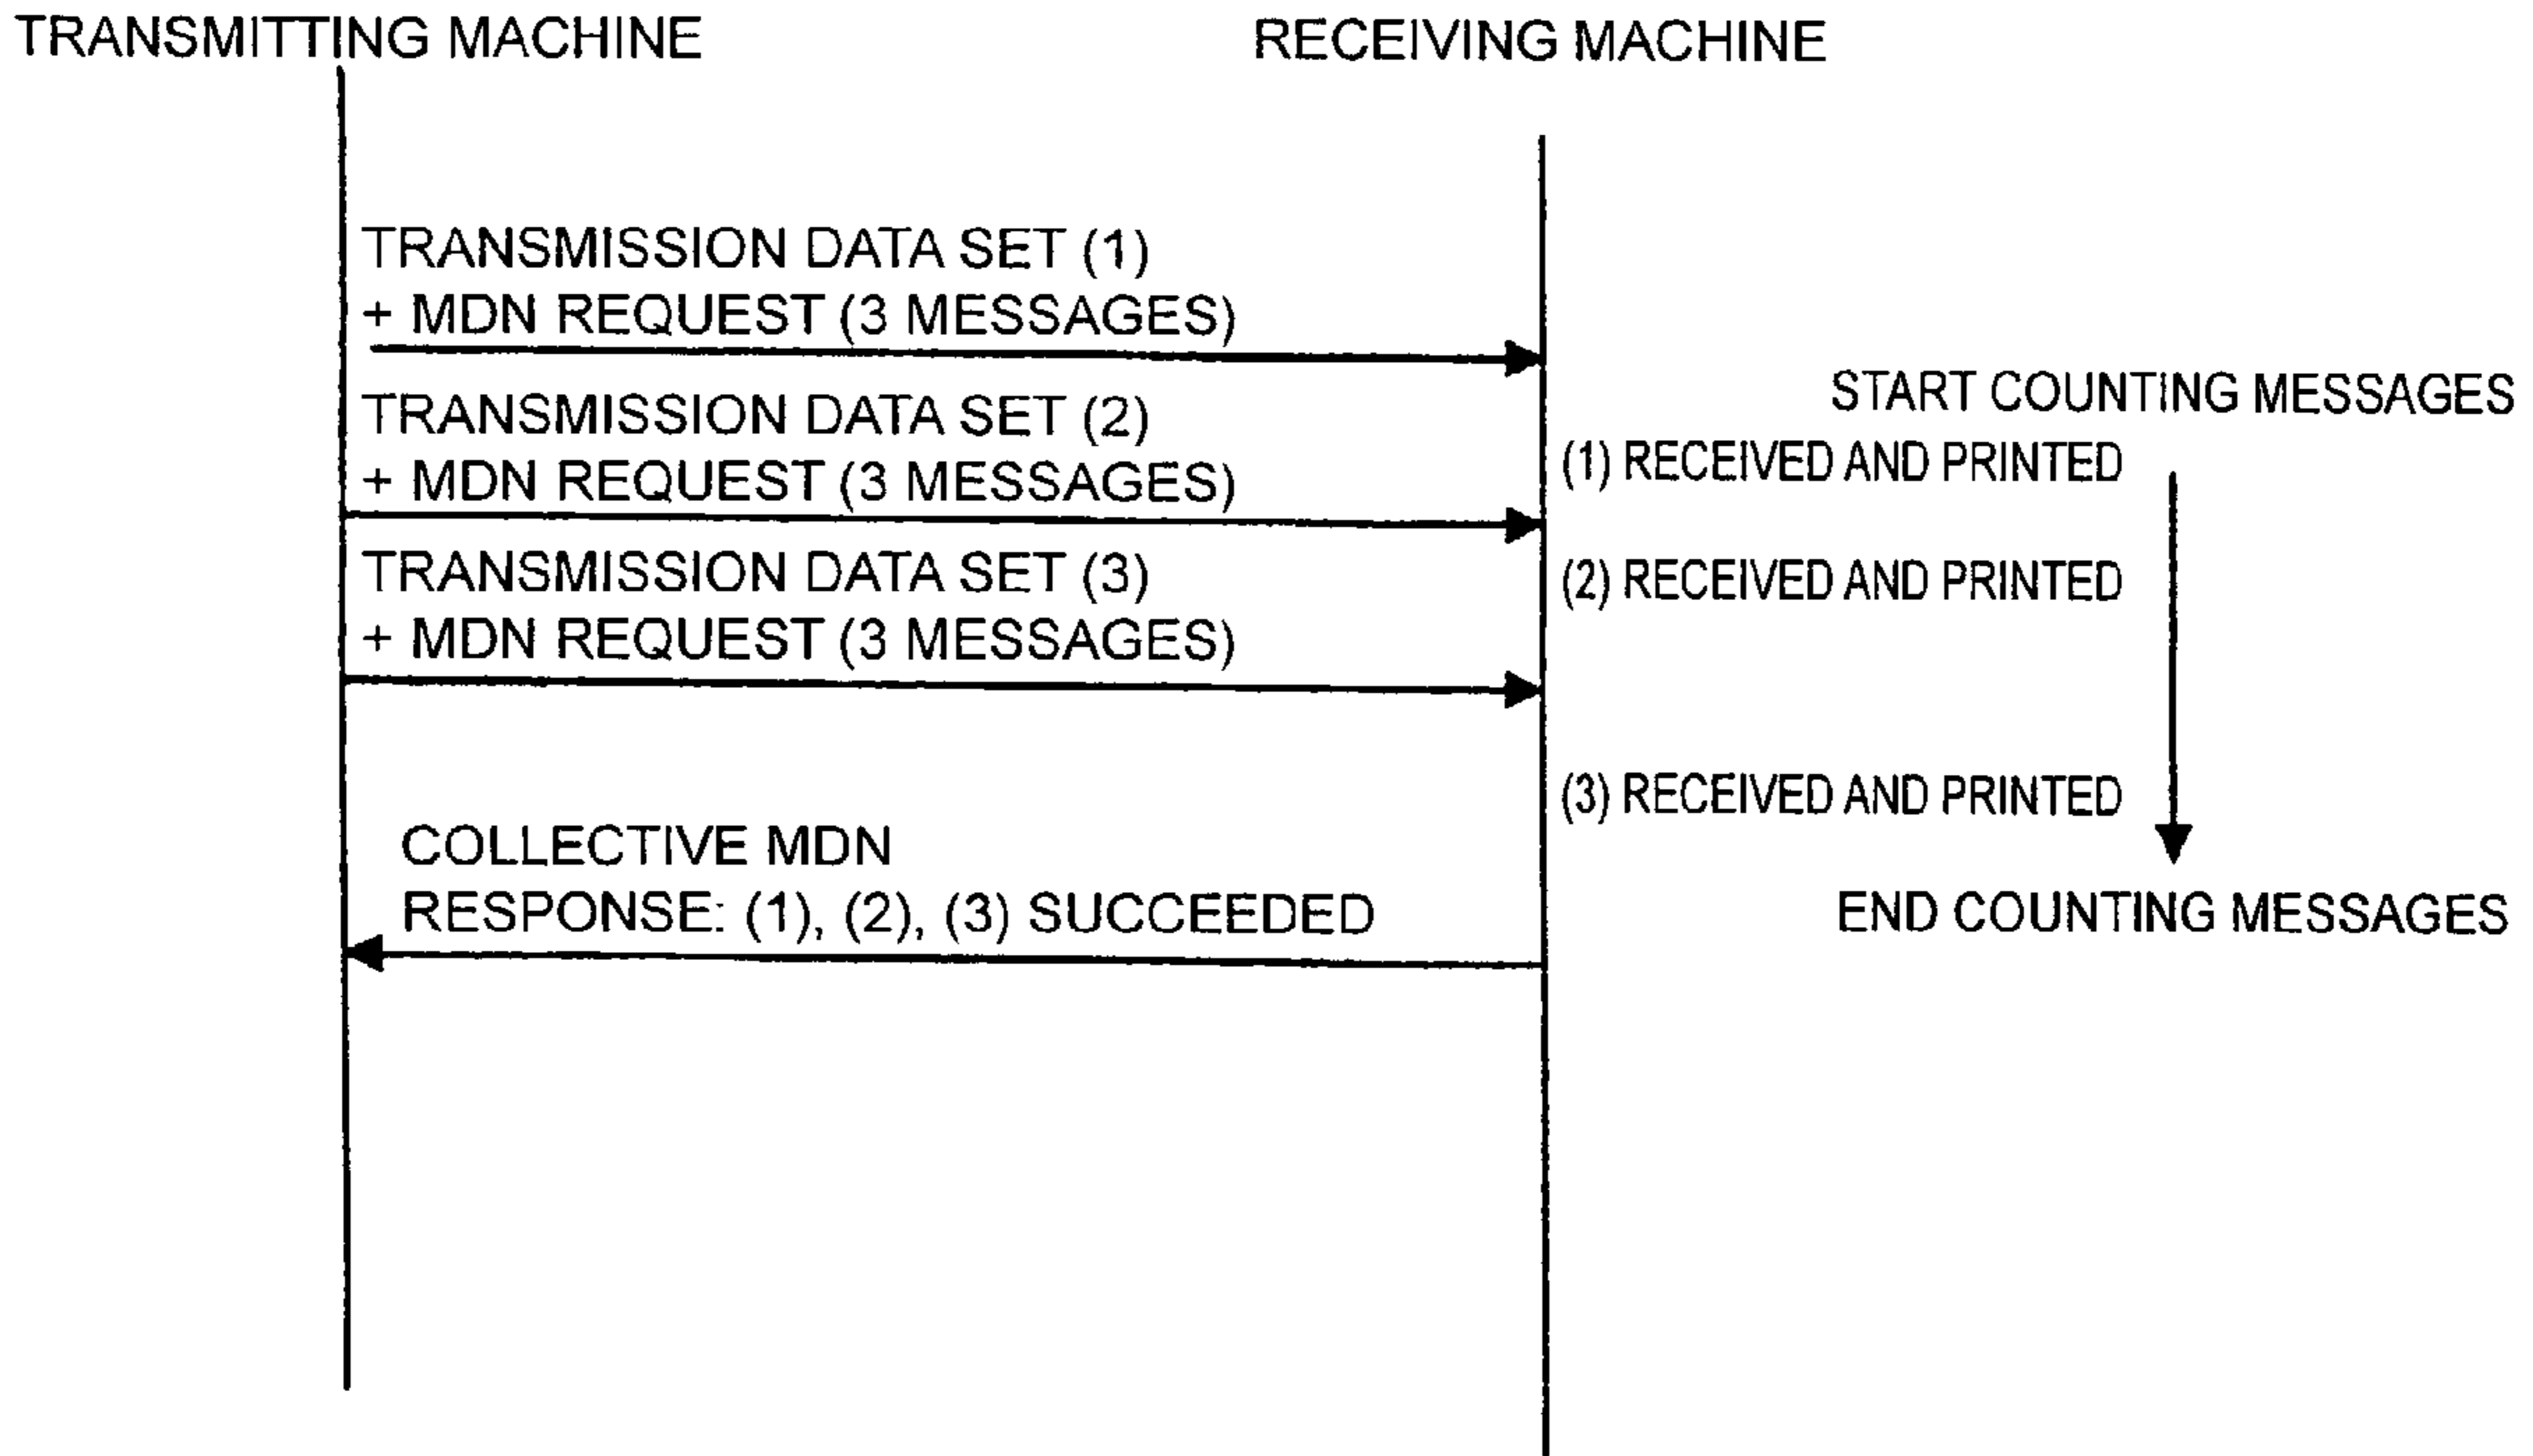 TRANSMITTING MACHINE
RECEIVING MACHINE
TRANSMISSION DATA SET (1)
+ MDN REQUEST (3 MESSAGES)
START COUNTING MESSAGES
TRANSMISSION DATA SET (2)
+ MDN REQUEST (3 MESSAGES)
(1) RECEIVED AND PRINTED
TRANSMISSION DATA SET (3)
+ MDN REQUEST (3 MESSAGES)
(2) RECEIVED AND PRINTED
(3) RECEIVED AND PRINTED
COLLECTIVE MDN
RESPONSE: (1), (2), (3) SUCCEEDED
END COUNTING MESSAGES